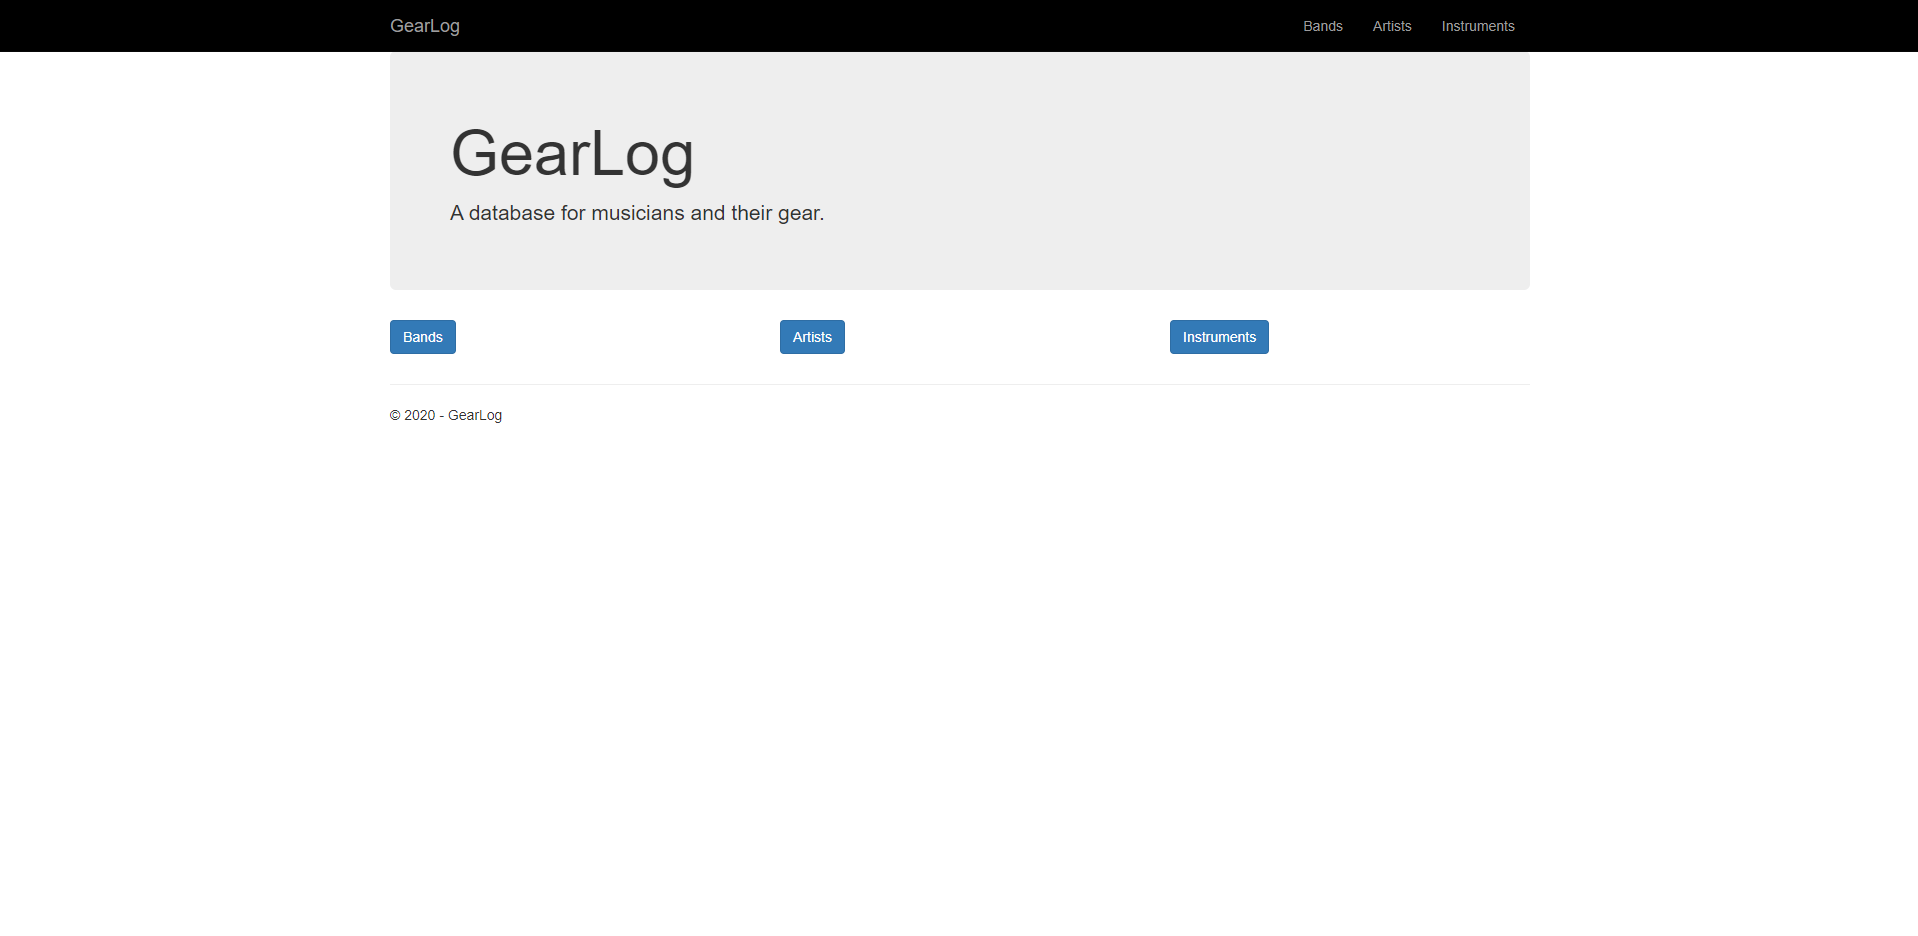 GearLog Bands Artists Instruments
GearLog
A database for musicians and their gear.
Bands Artists Instruments
© 2020 - GearLog